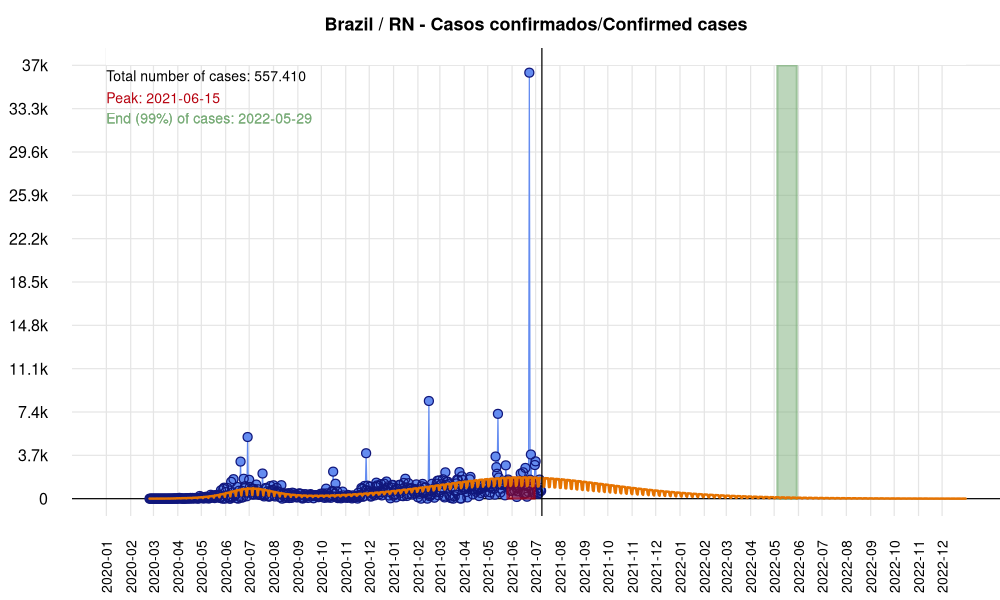 Brazil / RN - Casos confirmados/Confirmed cases
Total number of cases: 557.410
Peak: 2021-06-15
End (99%) of cases: 2022-05-29
37k
33.3k
29.6k
25.9k
22.2k
18.5k
14.8k
11.1k
7.4k
3.7k
0
2020-01
2020-02
2020-03
2020-04
2020-05
2020-06
2020-07
2020-08
2020-09
2020-10
2020-11
2020-12
2021-01
2021-02
2021-03
2021-04
2021-05
2021-06
2021-07
2021-08
2021-09
2021-10
2021-11
2021-12
2022-01
2022-02
2022-03
2022-04
2022-05
2022-06
2022-07
2022-08
2022-09
2022-10
2022-11
2022-12